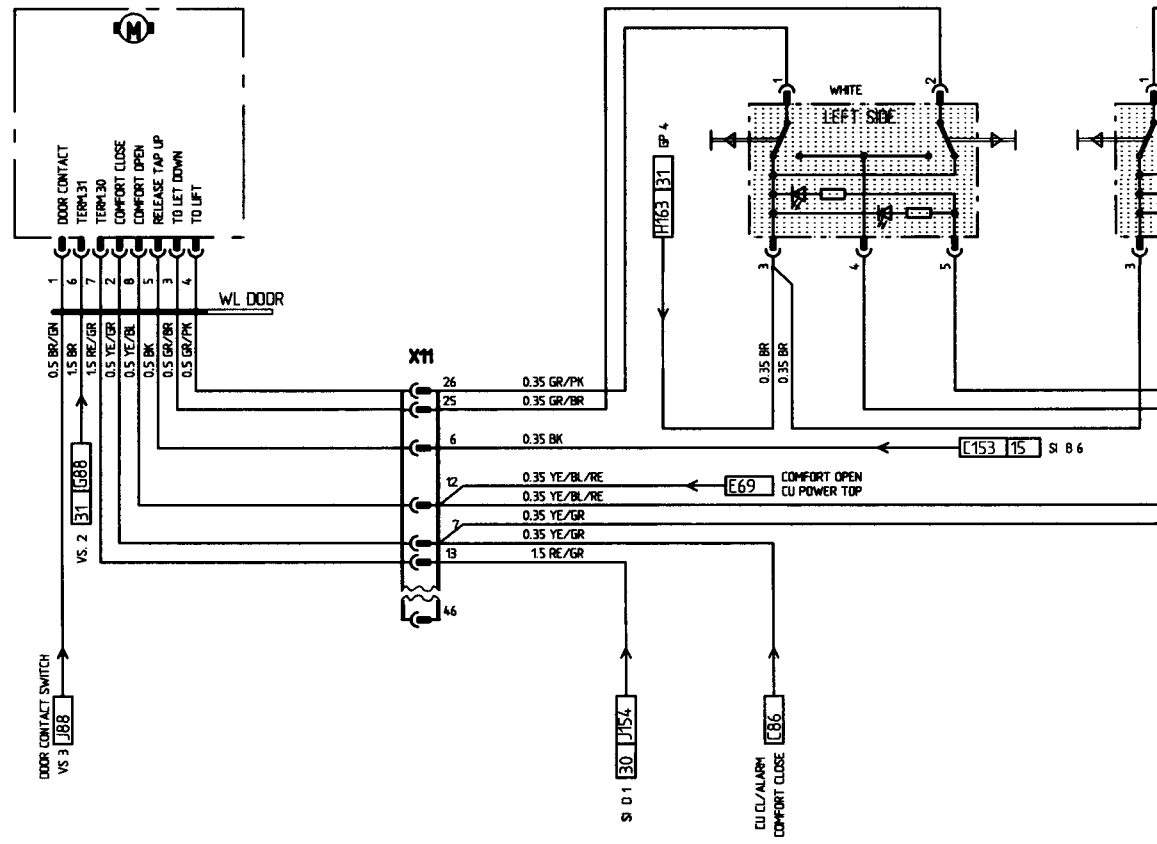 M
DOOR CONTACT
TERM.31
TERM.30
COMFORT CLOSE
COMFORT OPEN
RELEASE TAP UP
TO LET DOWN
TO LIFT
1
6
7
2
8
5
3
4
WL DOOR
0.5 BR/GN
1.5 BR
1.5 RE/GR
0.5 YE/GR
0.5 YE/BL
0.5 BK
0.5 GR/BR
0.5 GR/PK
31 G88
VS. 2
DOOR CONTACT SWITCH
VS 3 J88
X11
26 0.35 GR/PK
25 0.35 GR/BR
6 0.35 BK
12 0.35 YE/BL/RE
0.35 YE/BL/RE
0.35 YE/GR
7 0.35 YE/GR
13 1.5 RE/GR
46
E69
COMFORT OPEN
CU POWER TOP
C153 15 SI B 6
GP 4
H163 31
1
WHITE
2
LEFT SIDE
3
4
5
0.35 BR
0.35 BR
1
3
30 J154
SI D 1
C86
CU CL/ALARM
COMFORT CLOSE